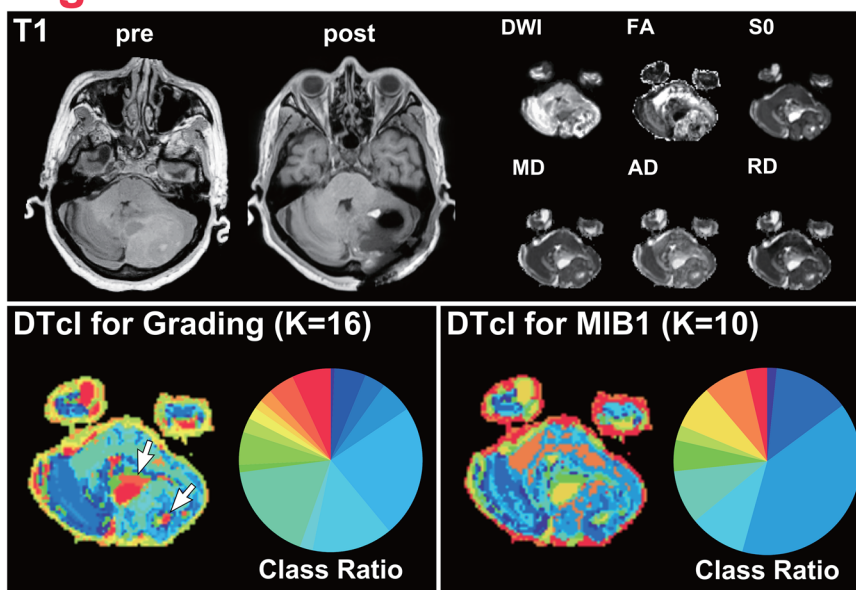 T1
pre
post
DWI
FA
S0
MD
AD
RD
DTcI for Grading (K=16)
Class Ratio
DTcI for MIB1 (K=10)
Class Ratio